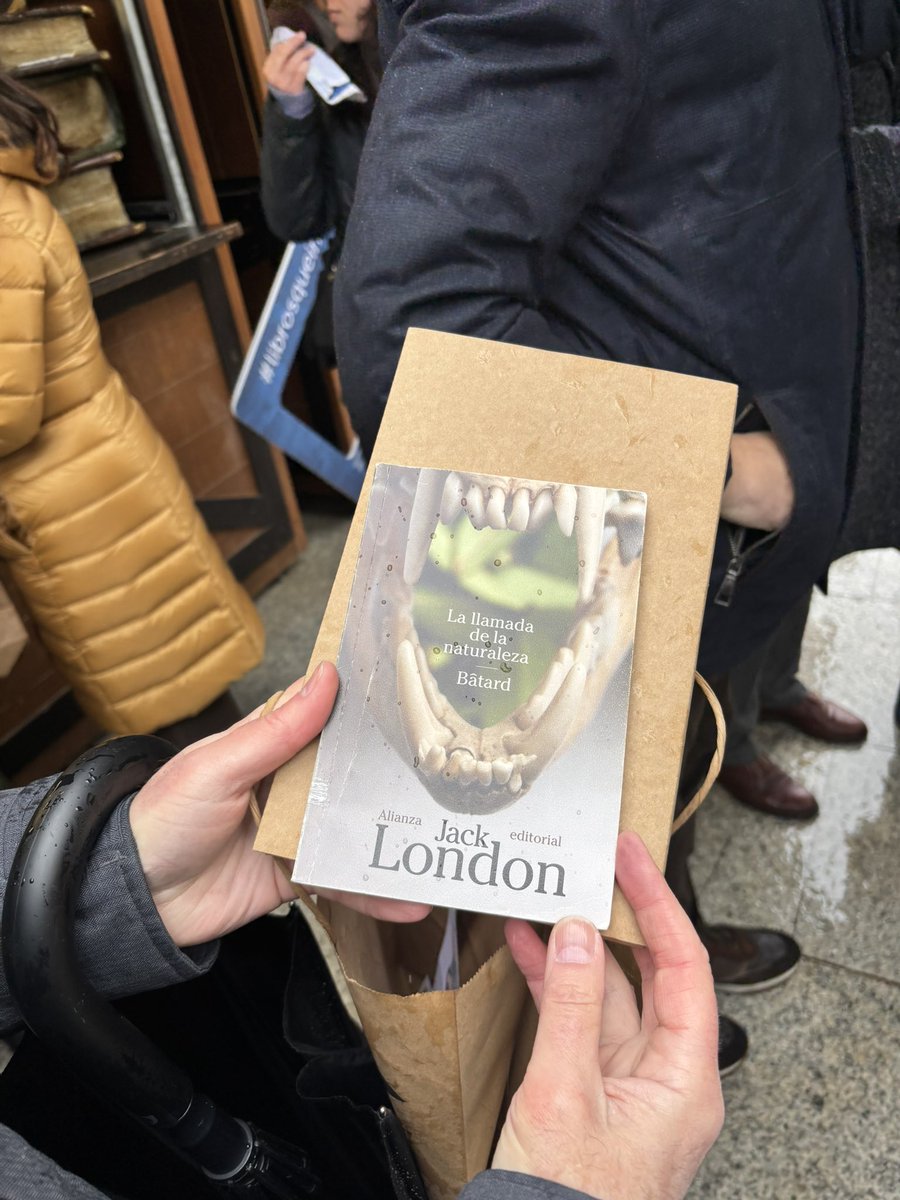 #librosque
La llamada
de la
naturaleza
Bâtard
Alianza editorial
Jack
London